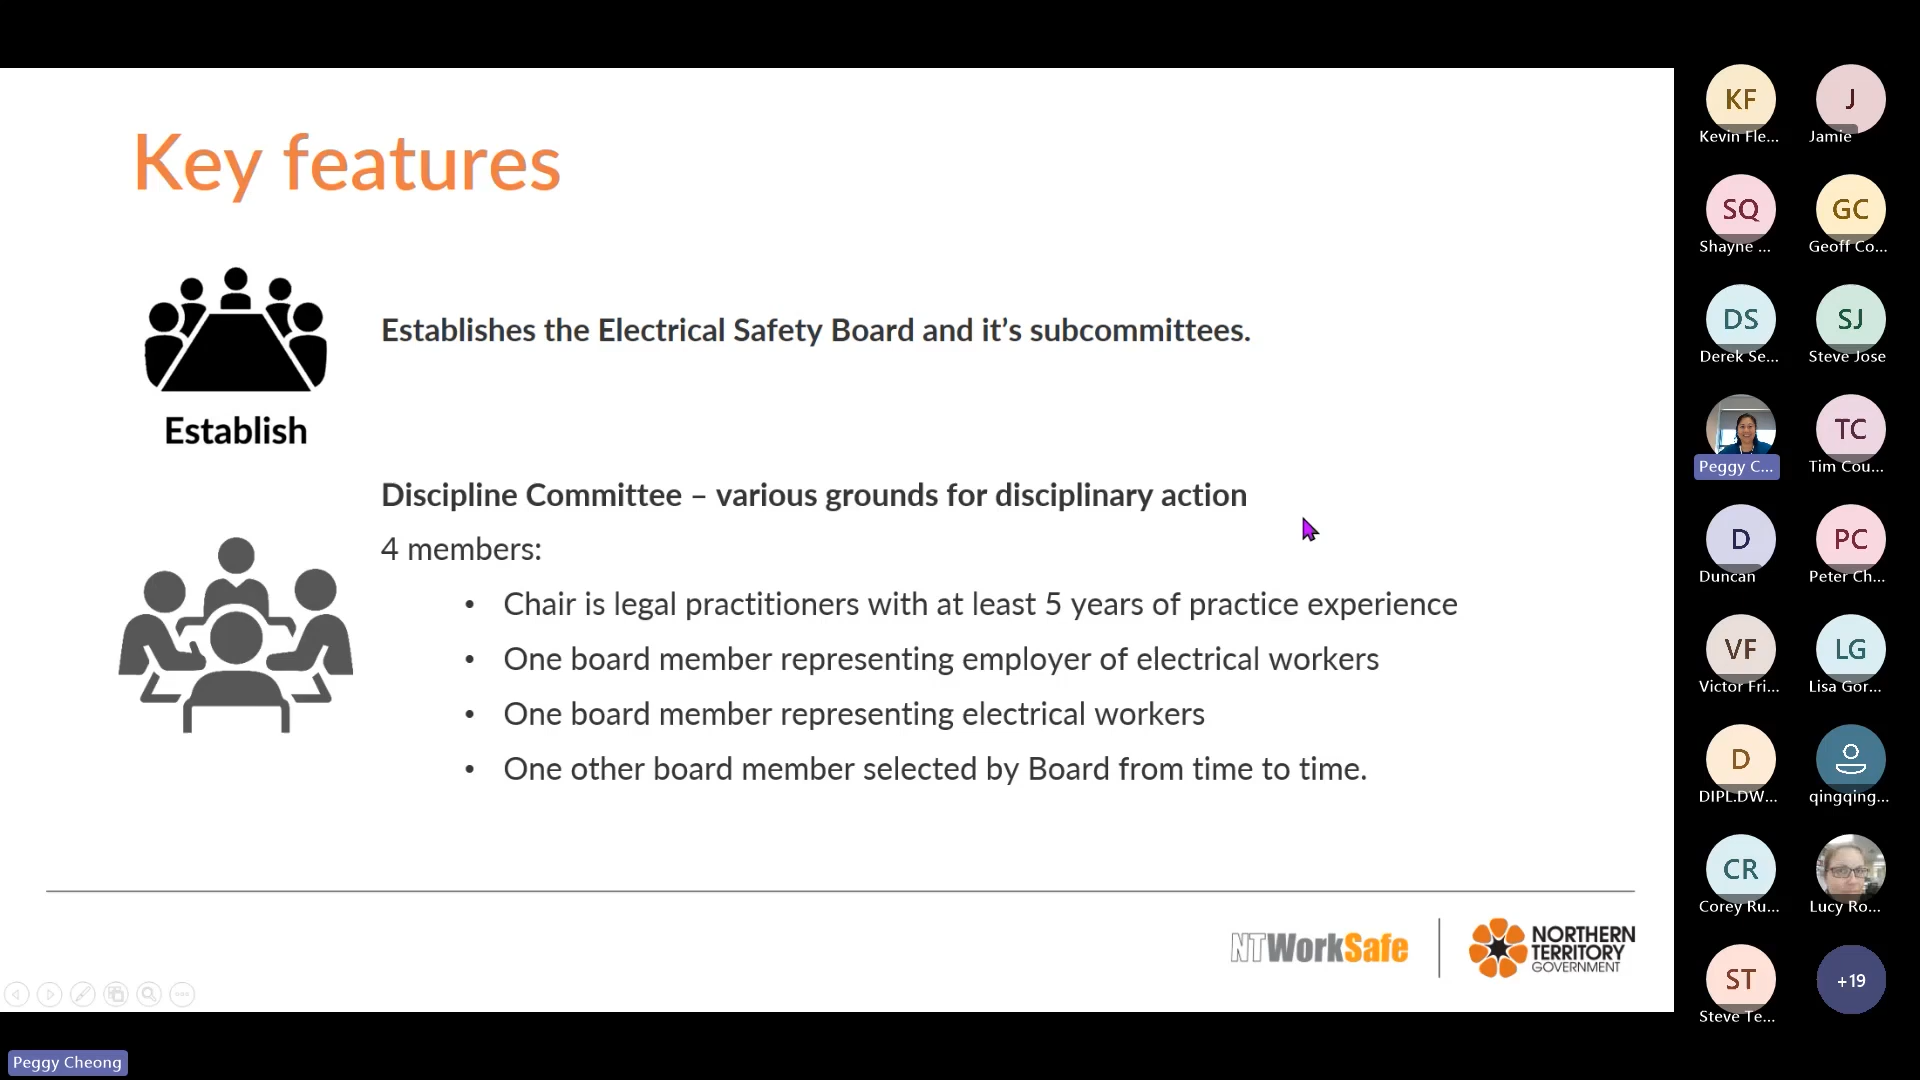 Key features
Establish
Establishes the Electrical Safety Board and it’s subcommittees.
Discipline Committee – various grounds for disciplinary action
4 members:
• Chair is legal practitioners with at least 5 years of practice experience
• One board member representing employer of electrical workers
• One board member representing electrical workers
• One other board member selected by Board from time to time.
NTWorkSafe
NORTHERN
TERRITORY
GOVERNMENT
Peggy Cheong
KF
Kevin Fle...
J
Jamie
SQ
Shayne ...
GC
Geoff Co...
DS
Derek Se...
SJ
Steve Jose
Peggy C...
TC
Tim Cou...
D
Duncan
PC
Peter Ch...
VF
Victor Fri...
LG
Lisa Gor...
D
DIPL.DW...
qingqing...
CR
Corey Ru...
Lucy Ro...
ST
Steve Te...
+19